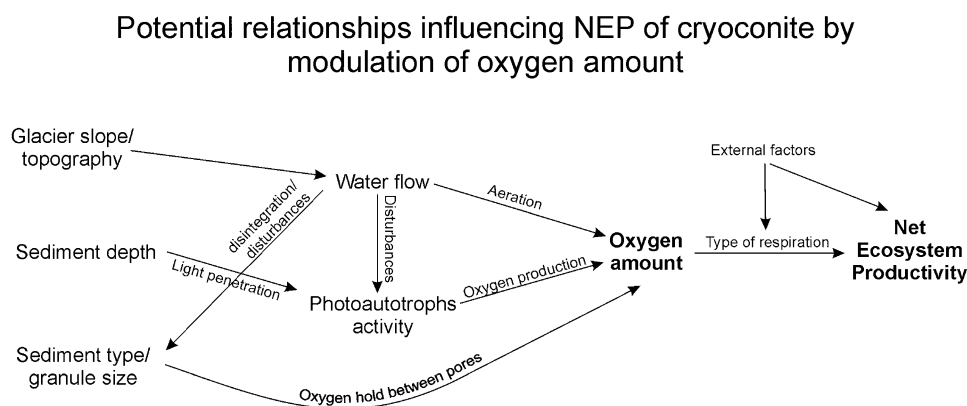 Potential relationships influencing NEP of cryoconite by
modulation of oxygen amount
Glacier slope/
topography
External factors
Water flow
Aeration
disintegration/
disturbances
Disturbances
Net
Ecosystem
Productivity
Oxygen
amount
Type of respiration
Sediment depth
Light penetration
Oxygen production
Photoautotrophs
activity
Sediment type/
granule size
Oxygen hold between pores